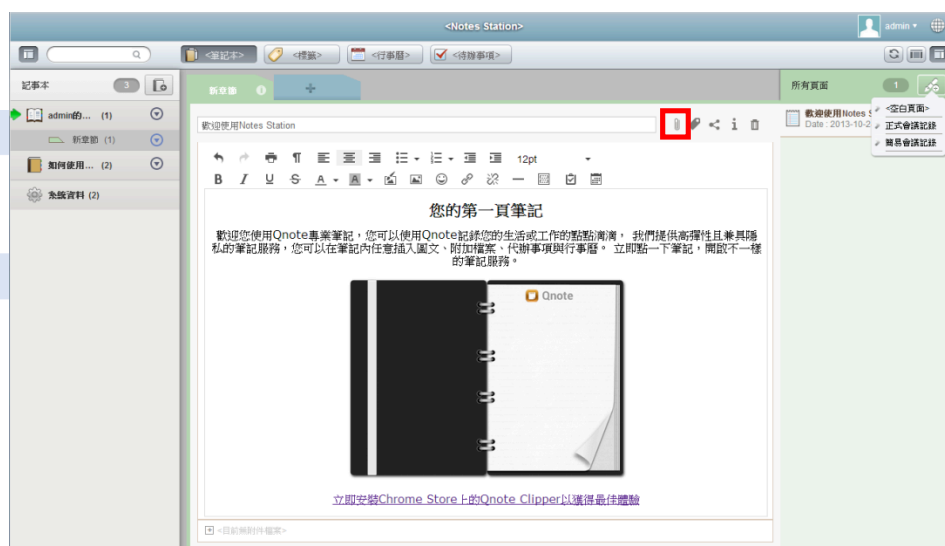 <Notes Station>
admin
<筆記本>
<標籤>
<行事曆>
<待辦事項>
記事本 3
admin的... (1)
新章節 (1)
如何使用... (2)
系統資料 (2)
新章節
歡迎使用Notes Station
12pt
B I U S A A
您的第一頁筆記
歡迎您使用Qnote專業筆記，您可以使用Qnote記錄您的生活或工作的點點滴滴， 我們提供高彈性且兼具隱
私的筆記服務，您可以在筆記內任意插入圖文、附加檔案、代辦事項與行事曆。 立即點一下筆記，開啟不一樣
的筆記服務。
Qnote
立即安裝Chrome Store上的Qnote Clipper以獲得最佳體驗
<目前無附件檔案>
所有頁面 1
歡迎使用Notes
Date : 2013-10-2
<空白頁面>
正式會議記錄
簡易會議記錄